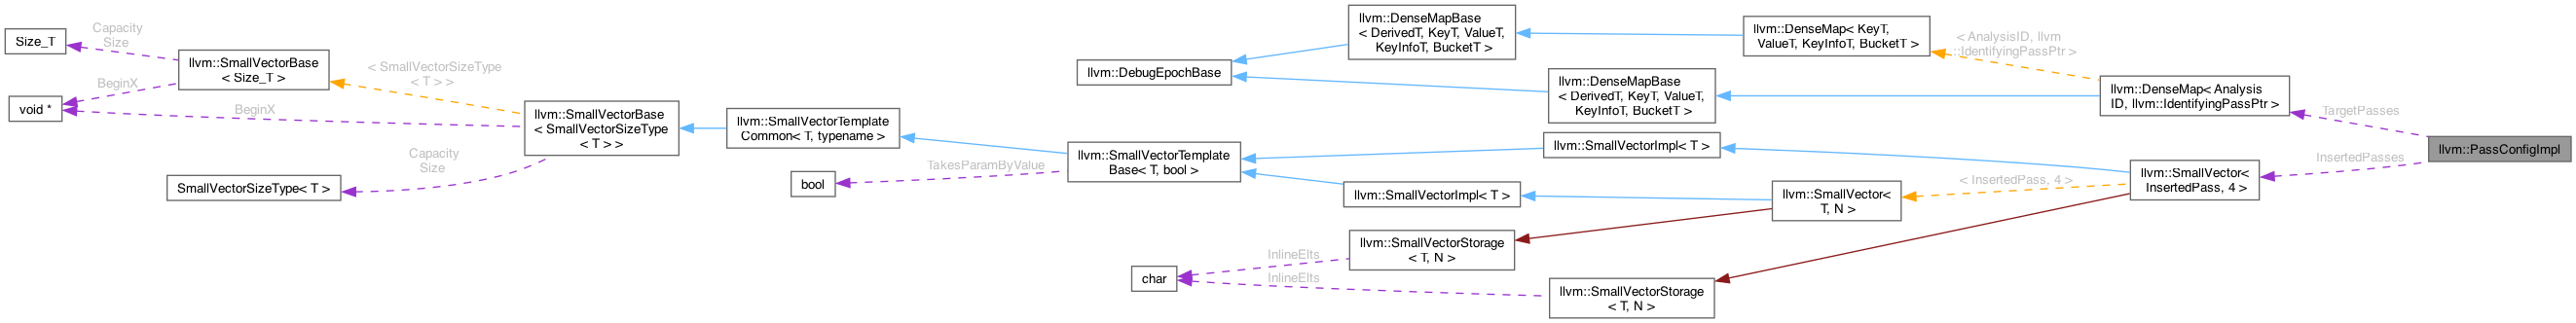 Size_T
void *
Capacity
Size
BeginX
llvm::SmallVectorBase
< Size_T >
SmallVectorSizeType< T >
< SmallVectorSizeType
< T > >
BeginX
Capacity
Size
llvm::SmallVectorBase
< SmallVectorSizeType
< T > >
llvm::SmallVectorTemplate
Common< T, typename >
bool
TakesParamByValue
llvm::DebugEpochBase
llvm::SmallVectorTemplate
Base< T, bool >
char
InlineElts
InlineElts
llvm::DenseMapBase
< DerivedT, KeyT, ValueT,
KeyInfoT, BucketT >
llvm::DenseMapBase
< DerivedT, KeyT, ValueT,
KeyInfoT, BucketT >
llvm::SmallVectorImpl< T >
llvm::SmallVectorImpl< T >
llvm::SmallVectorStorage
< T, N >
llvm::SmallVectorStorage
< T, N >
llvm::DenseMap< KeyT,
ValueT, KeyInfoT, BucketT >
llvm::SmallVector<
T, N >
< AnalysisID, llvm
::IdentifyingPassPtr >
< InsertedPass, 4 >
llvm::DenseMap< Analysis
ID, llvm::IdentifyingPassPtr >
llvm::SmallVector<
InsertedPass, 4 >
TargetPasses
InsertedPasses
llvm::PassConfigImpl